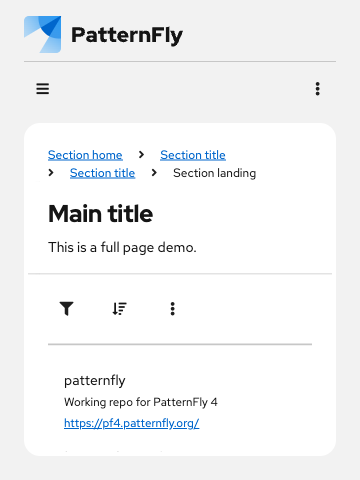 PatternFly
Section home Section title
Section title Section landing
Main title
This is a full page demo.
patternfly
Working repo for PatternFly 4
https://pf4.patternfly.org/